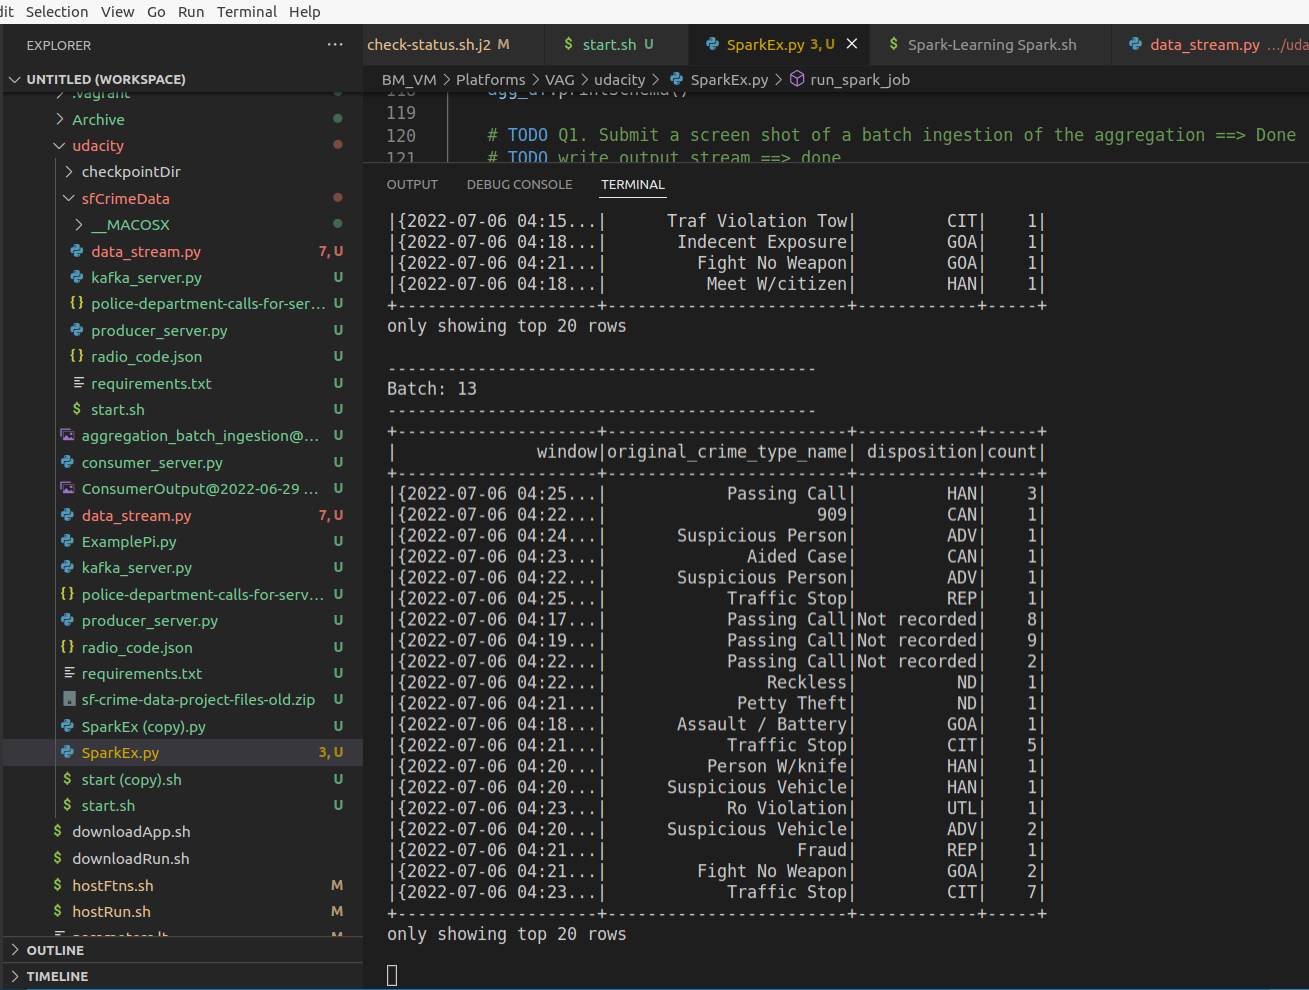 dit Selection View Go Run Terminal Help
EXPLORER ···
UNTITLED (WORKSPACE)
.vagrant
Archive
udacity
checkpointDir
sfCrimeData
__MACOSX
data_stream.py 7, U
kafka_server.py U
police-department-calls-for-ser... U
producer_server.py U
radio_code.json U
requirements.txt U
start.sh U
aggregation_batch_ingestion@... U
consumer_server.py U
ConsumerOutput@2022-06-29 ... U
data_stream.py 7, U
ExamplePi.py U
kafka_server.py U
police-department-calls-for-serv... U
producer_server.py U
radio_code.json U
requirements.txt U
sf-crime-data-project-files-old.zip U
SparkEx (copy).py U
SparkEx.py 3, U
start (copy).sh U
start.sh U
downloadApp.sh
downloadRun.sh
hostFtns.sh M
hostRun.sh M
OUTLINE
TIMELINE
check-status.sh.j2 M $ start.sh U SparkEx.py 3, U $ Spark-Learning Spark.sh data_stream.py .../uda
BM_VM > Platforms > VAG > udacity > SparkEx.py > run_spark_job
118 agg_df.printSchema()
119
120 # TODO Q1. Submit a screen shot of a batch ingestion of the aggregation ==> Done
121 # TODO write output stream ==> done
OUTPUT DEBUG CONSOLE TERMINAL
|{2022-07-06 04:15...| Traf Violation Tow| CIT| 1|
|{2022-07-06 04:18...| Indecent Exposure| GOA| 1|
|{2022-07-06 04:21...| Fight No Weapon| GOA| 1|
|{2022-07-06 04:18...| Meet W/citizen| HAN| 1|
+--------------------+------------------------+------------+-----+
only showing top 20 rows
-------------------------------------------
Batch: 13
-------------------------------------------
+--------------------+------------------------+------------+-----+
| window|original_crime_type_name| disposition|count|
+--------------------+------------------------+------------+-----+
|{2022-07-06 04:25...| Passing Call| HAN| 3|
|{2022-07-06 04:22...| 909| CAN| 1|
|{2022-07-06 04:24...| Suspicious Person| ADV| 1|
|{2022-07-06 04:23...| Aided Case| CAN| 1|
|{2022-07-06 04:22...| Suspicious Person| ADV| 1|
|{2022-07-06 04:25...| Traffic Stop| REP| 1|
|{2022-07-06 04:17...| Passing Call|Not recorded| 8|
|{2022-07-06 04:19...| Passing Call|Not recorded| 9|
|{2022-07-06 04:22...| Passing Call|Not recorded| 2|
|{2022-07-06 04:22...| Reckless| ND| 1|
|{2022-07-06 04:21...| Petty Theft| ND| 1|
|{2022-07-06 04:18...| Assault / Battery| GOA| 1|
|{2022-07-06 04:21...| Traffic Stop| CIT| 5|
|{2022-07-06 04:20...| Person W/knife| HAN| 1|
|{2022-07-06 04:20...| Suspicious Vehicle| HAN| 1|
|{2022-07-06 04:23...| Ro Violation| UTL| 1|
|{2022-07-06 04:20...| Suspicious Vehicle| ADV| 2|
|{2022-07-06 04:21...| Fraud| REP| 1|
|{2022-07-06 04:21...| Fight No Weapon| GOA| 2|
|{2022-07-06 04:23...| Traffic Stop| CIT| 7|
+--------------------+------------------------+------------+-----+
only showing top 20 rows